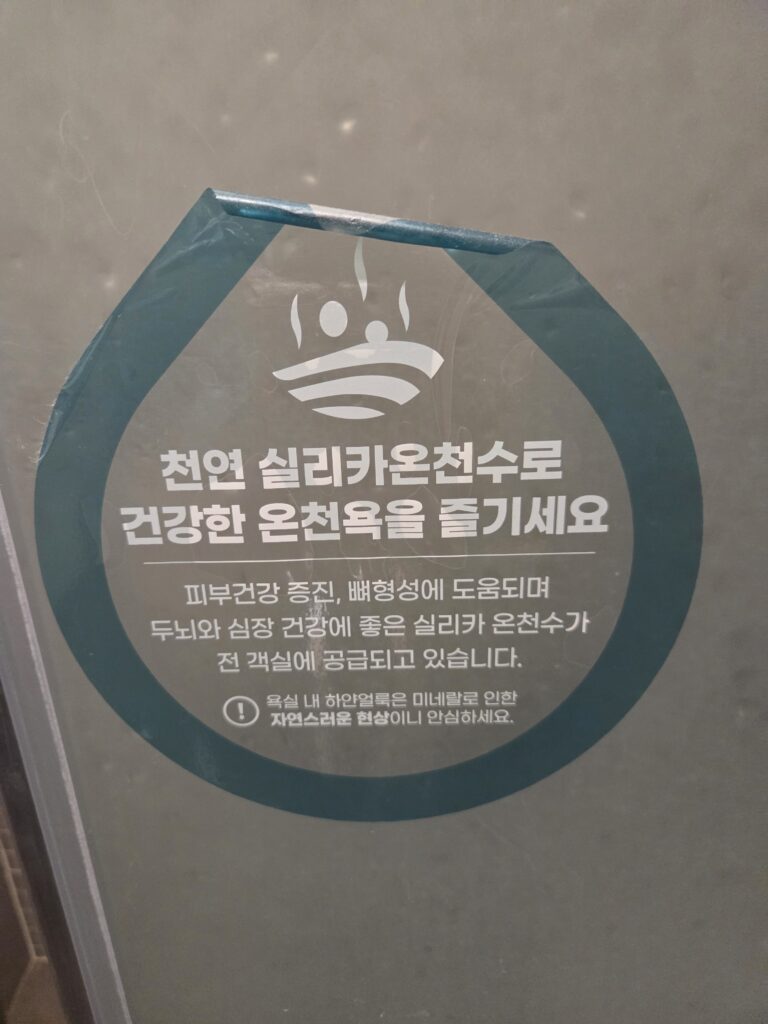 천연 실리카온천수로
건강한 온천욕을 즐기세요
피부건강 증진, 뼈형성에 도움되며
두뇌와 심장 건강에 좋은 실리카 온천수가
전 객실에 공급되고 있습니다.
욕실 내 하얀얼룩은 미네랄로 인한
자연스러운 현상이니 안심하세요.